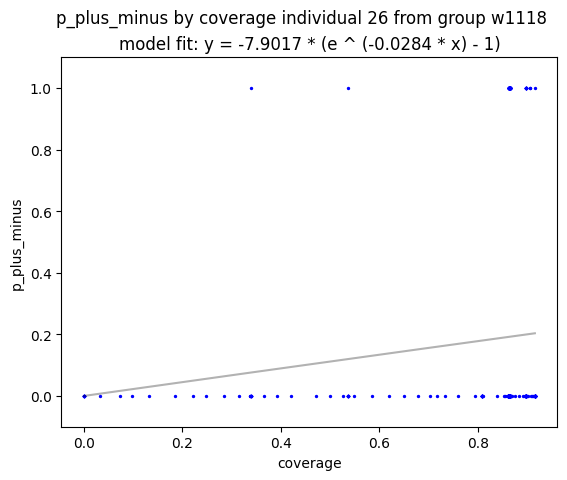 p_plus_minus by coverage individual 26 from group w1118
model fit: y = -7.9017 * (e ^ (-0.0284 * x) - 1)
1.0
0.8
0.6
0.4
0.2
0.0
p_plus_minus
0.0 0.2 0.4 0.6 0.8
coverage